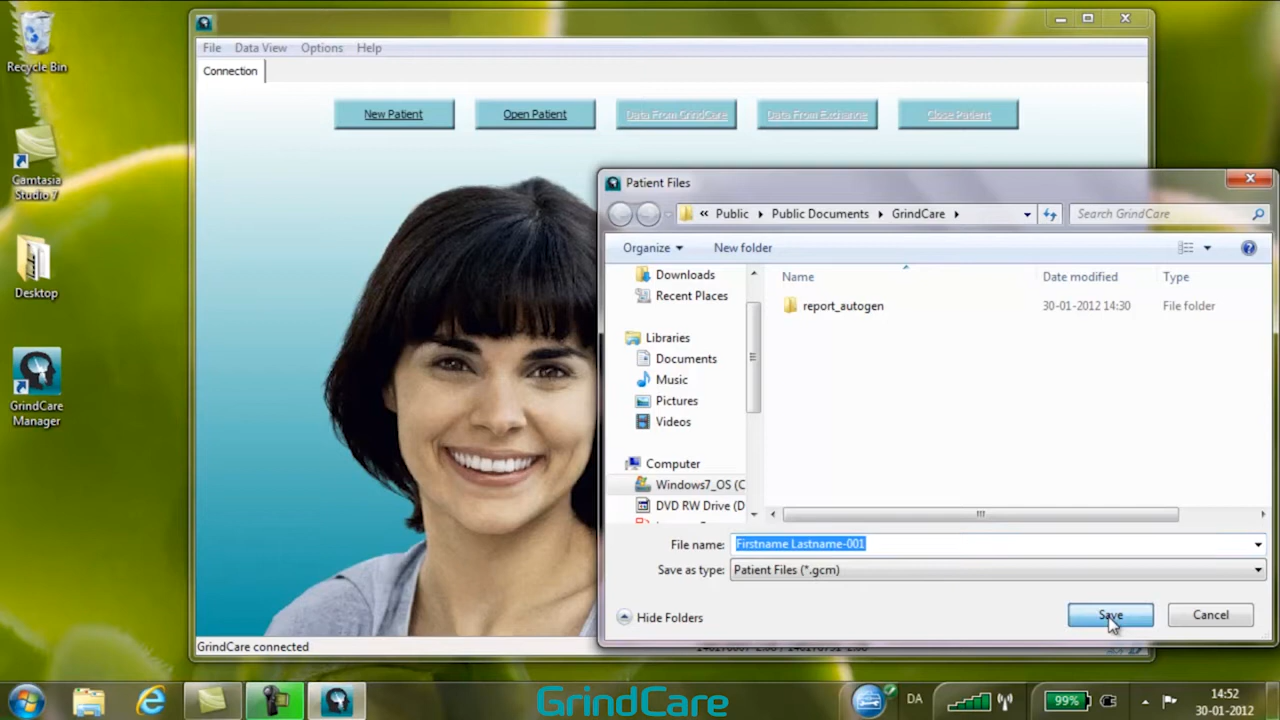 Recycle Bin
Camtasia
Studio 7
Desktop
GrindCare
Manager
File Data View Options Help
Connection
New Patient Open Patient Data From GrindCare Data From Exchange Close Patient
GrindCare connected
Patient Files
« Public Public Documents GrindCare
Search GrindCare
Organize New folder
Downloads
Recent Places
Libraries
Documents
Music
Pictures
Videos
Computer
Windows7_OS (C
DVD RW Drive (D
Name Date modified Type
report_autogen 30-01-2012 14:30 File folder
File name: Firstname Lastname-001
Save as type: Patient Files (*.gcm)
Hide Folders Save Cancel
GrindCare
DA
99%
14:52
30-01-2012